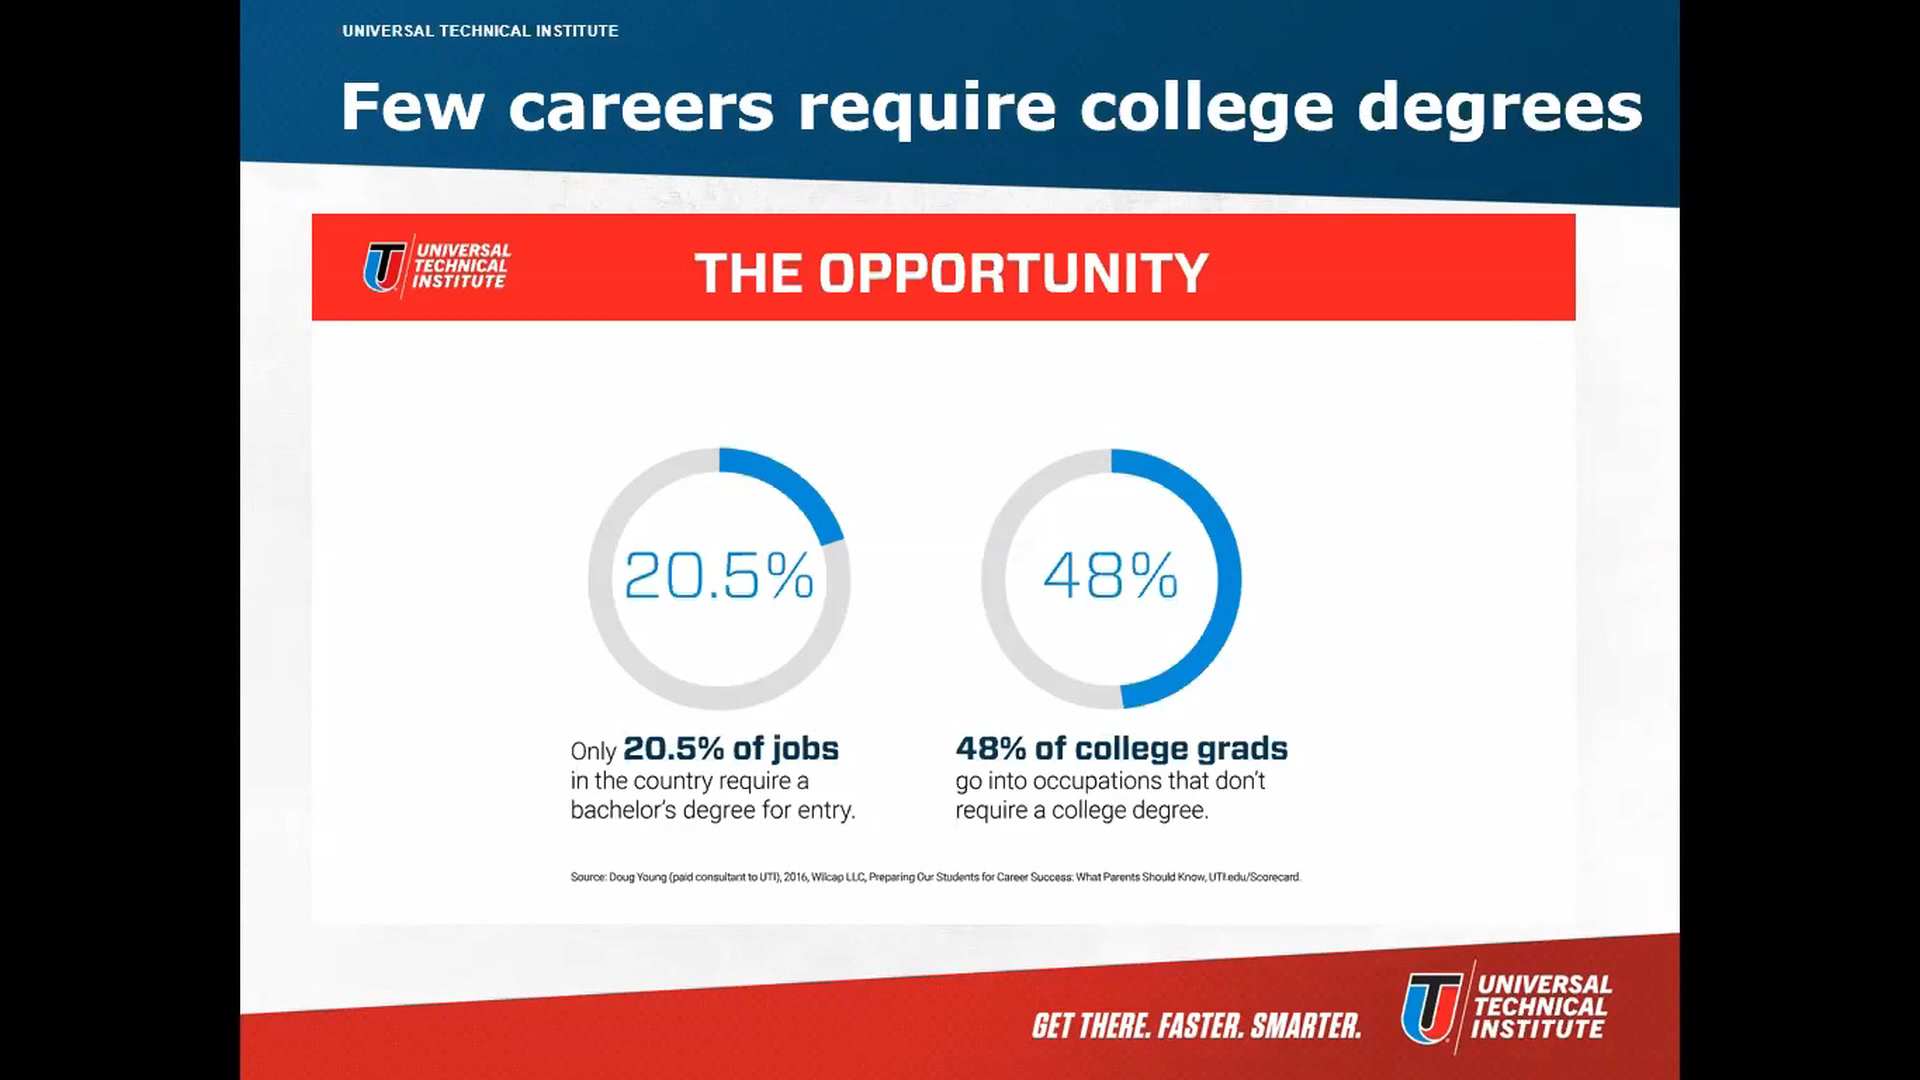 UNIVERSAL TECHNICAL INSTITUTE
Few careers require college degrees
UNIVERSAL
TECHNICAL
INSTITUTE
THE OPPORTUNITY
20.5%
48%
Only 20.5% of jobs
in the country require a
bachelor's degree for entry.
48% of college grads
go into occupations that don't
require a college degree.
Source: Doug Young (paid consultant to UTI), 2016, Wilcap LLC, Preparing Our Students for Career Success: What Parents Should Know, UTI.edu/Scorecard.
GET THERE. FASTER. SMARTER.
UNIVERSAL
TECHNICAL
INSTITUTE